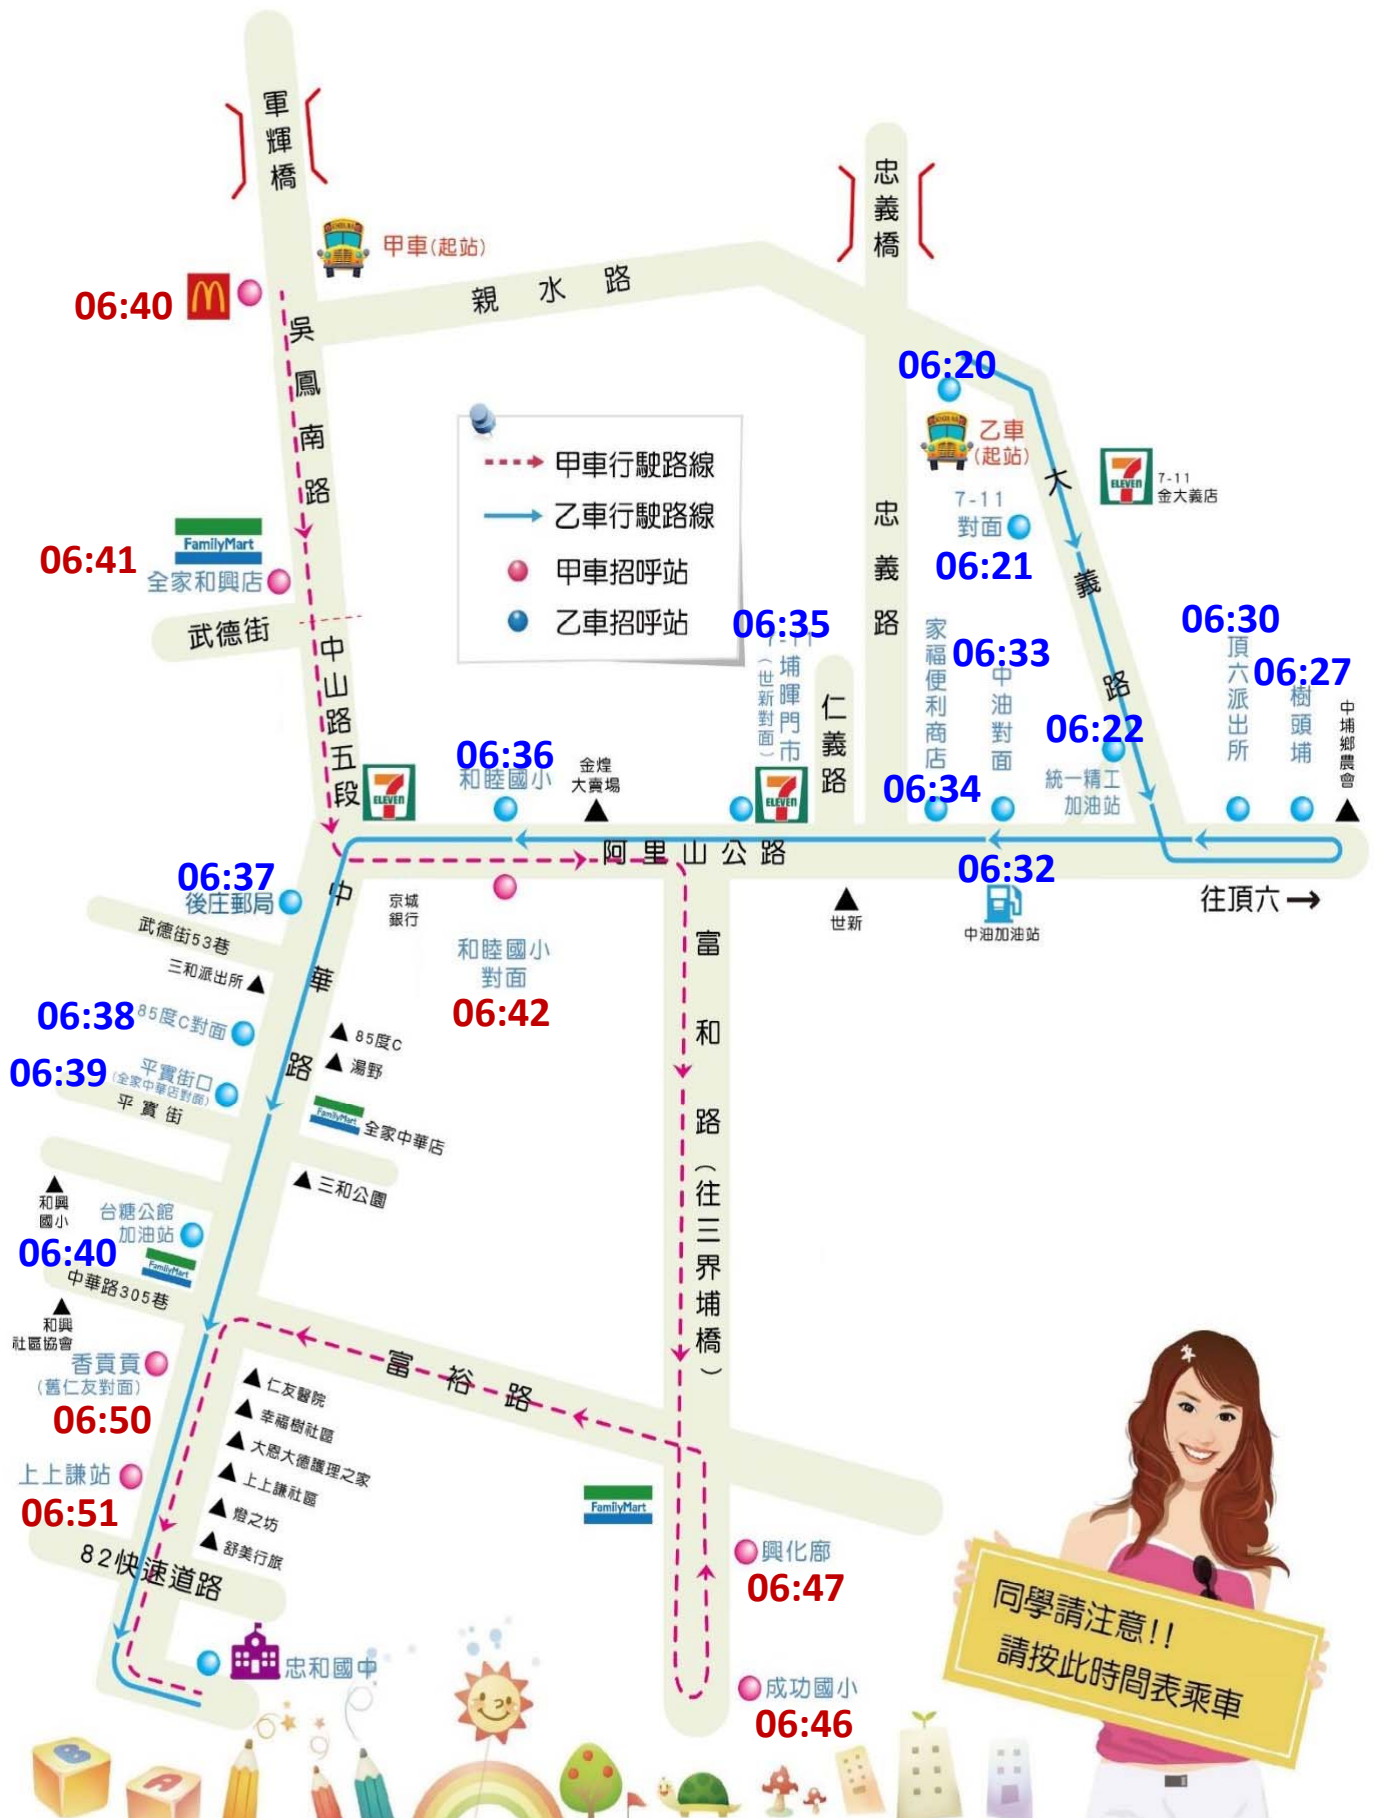 軍輝橋
忠義橋
甲車(起站)
親水路
06:40
吳鳳南路
06:20
乙車
(起站)
甲車行駛路線
乙車行駛路線
甲車招呼站
乙車招呼站
大義路
7-ELEVEN
7-11
金大義店
7-11
對面
06:21
忠義路
FamilyMart
06:41
全家和興店
武德街
中山路五段
06:35
7-11
埔暉門市
(世新對面)
仁義路
家福便利商店
06:34
06:33
中油對面
06:22
統一精工
加油站
06:30
頂六派出所
06:27
樹頭埔
中埔鄉農會
7-ELEVEN
06:36
和睦國小
金煌
大賣場
7-ELEVEN
阿里山公路
06:37
後庄郵局
中華路
京城
銀行
世新
06:32
中油加油站
往頂六→
武德街53巷
三和派出所
和睦國小
對面
06:42
富和路(往三界埔橋)
06:38
85度C對面
85度C
湯野
06:39
平實街口
(全家中華店對面)
平實街
FamilyMart
全家中華店
三和公園
和興
國小
台糖公館
加油站
06:40
FamilyMart
中華路305巷
和興
社區協會
香貢貢
(舊仁友對面)
06:50
富裕路
仁友醫院
幸福樹社區
大恩大德護理之家
上上謙社區
燈之坊
舒美行旅
上上謙站
06:51
FamilyMart
82快速道路
興化廍
06:47
忠和國中
成功國小
06:46
同學請注意!!
請按此時間表乘車
B
A